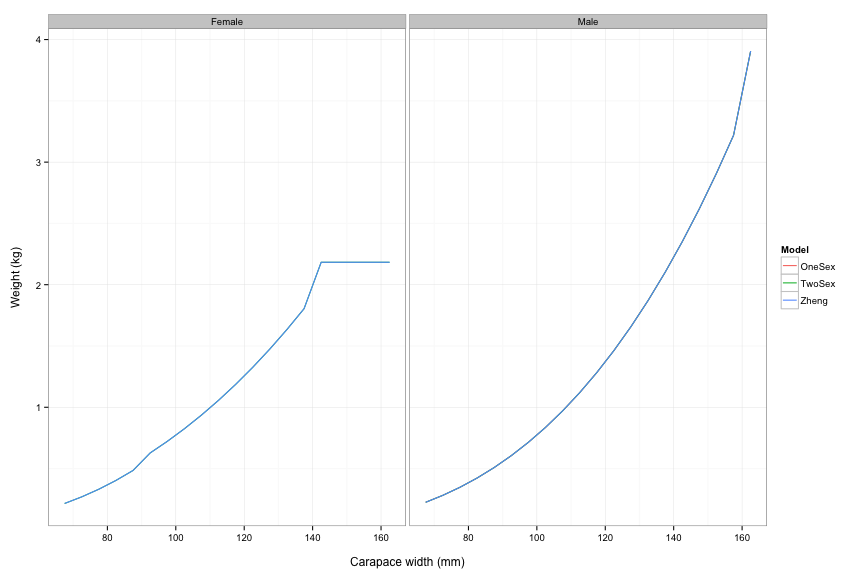 Female
Male
4
3
2
1
Weight (kg)
80
100
120
140
160
80
100
120
140
160
Carapace width (mm)
Model
OneSex
TwoSex
Zheng